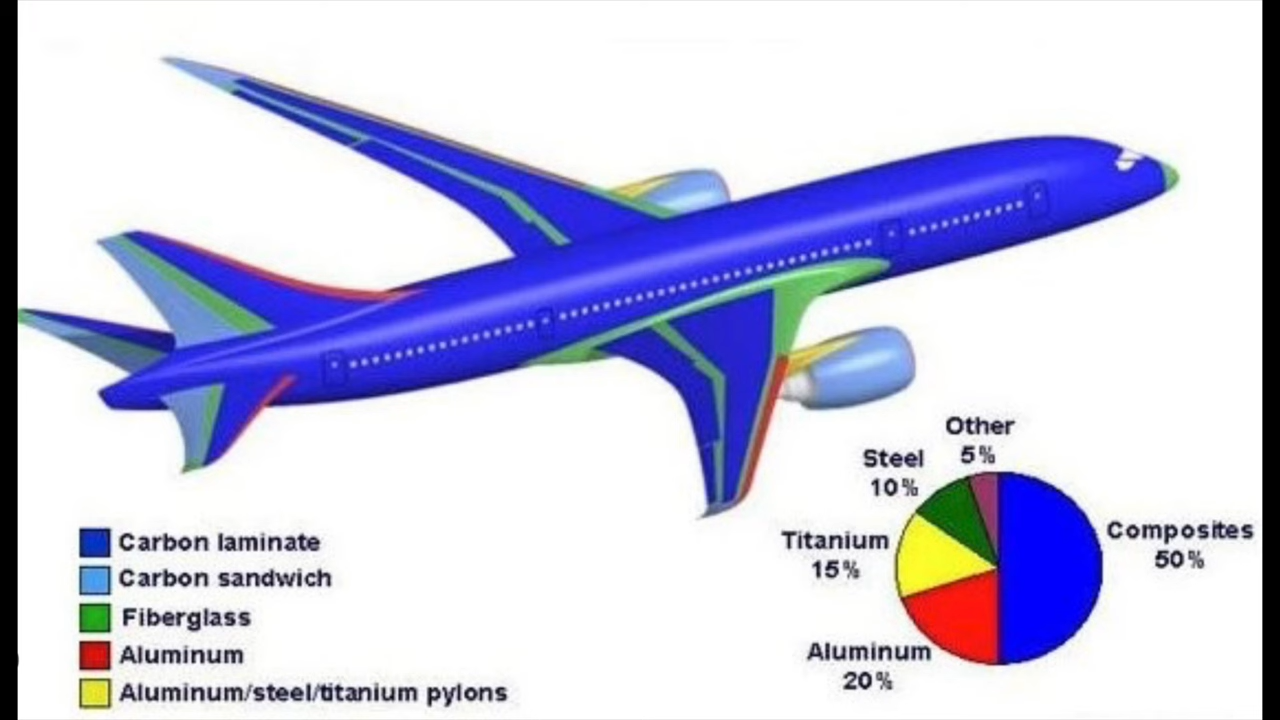 Other
5%
Steel
10%
Titanium
15%
Composites
50%
Aluminum
20%
Carbon laminate
Carbon sandwich
Fiberglass
Aluminum
Aluminum/steel/titanium pylons